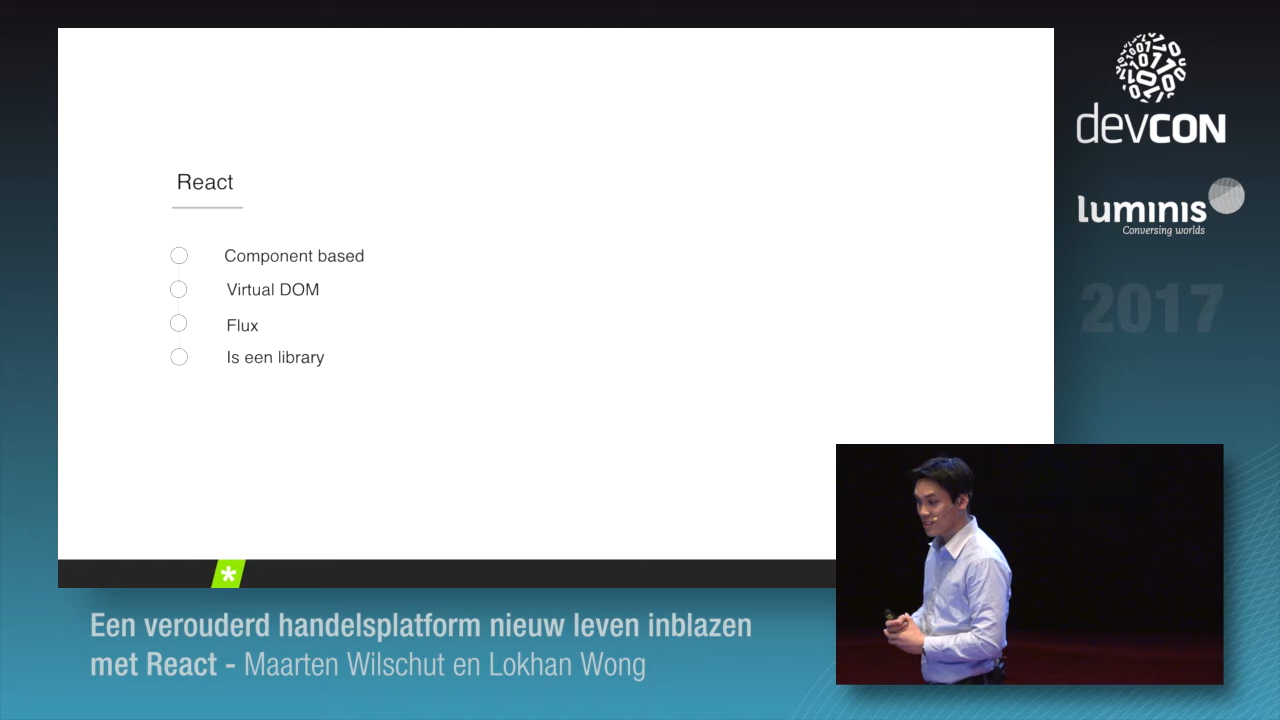 React
Component based
Virtual DOM
Flux
Is een library
devCON
luminis
Conversing worlds
2017
*
Een verouderd handelsplatform nieuw leven inblazen
met React - Maarten Wilschut en Lokhan Wong